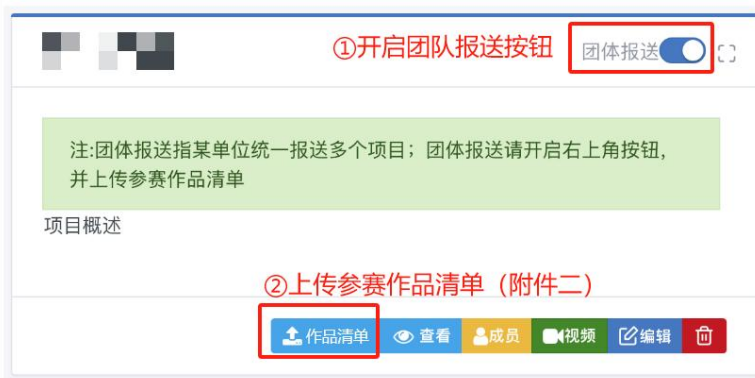 ①开启团队报送按钮 团体报送
注:团体报送指某单位统一报送多个项目；团体报送请开启右上角按钮,
并上传参赛作品清单
项目概述
②上传参赛作品清单（附件二）
作品清单 查看 成员 视频 编辑